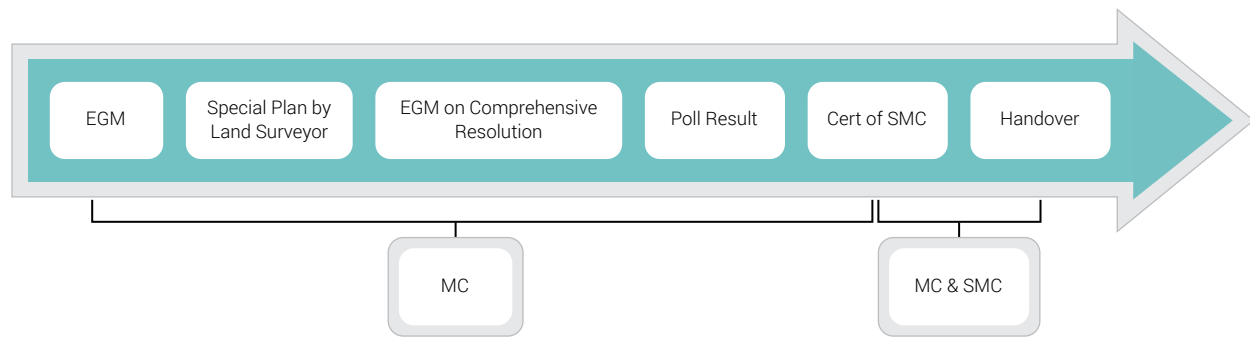 EGM
Special Plan by
Land Surveyor
EGM on Comprehensive
Resolution
Poll Result
Cert of SMC
Handover
MC
MC & SMC